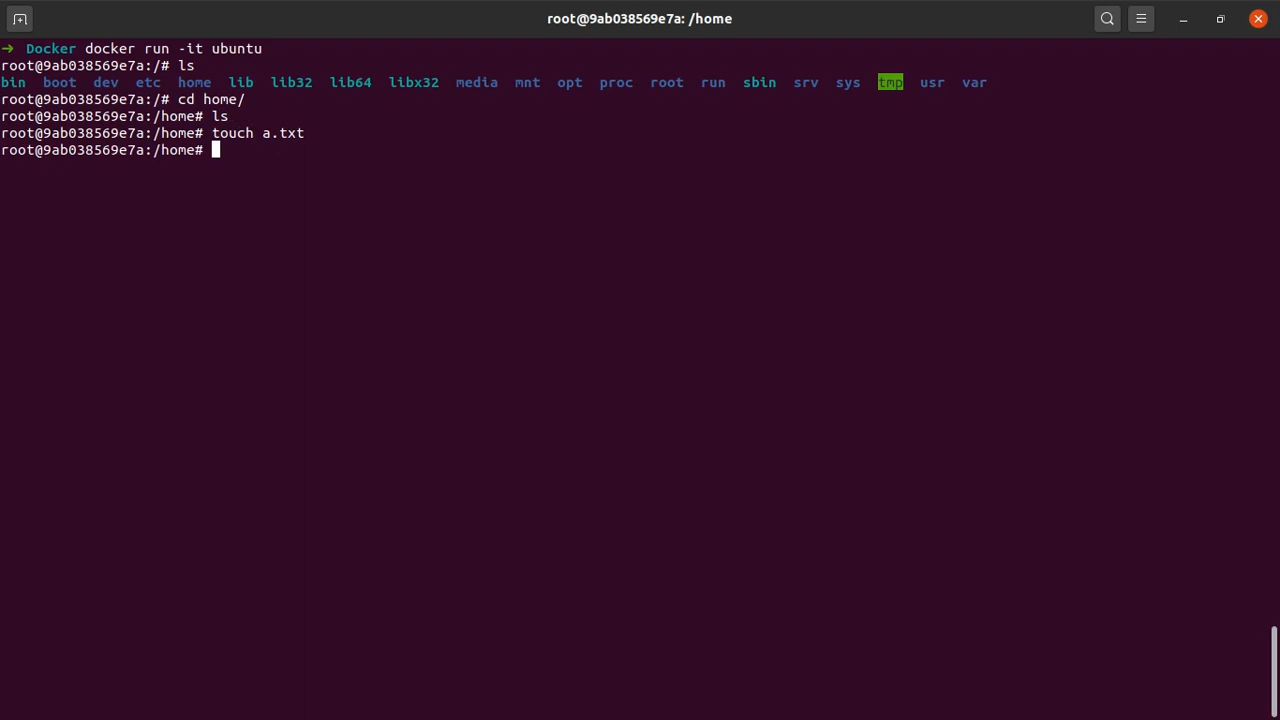 root@9ab038569e7a: /home
➜ Docker docker run -it ubuntu
root@9ab038569e7a:/# ls
bin boot dev etc home lib lib32 lib64 libx32 media mnt opt proc root run sbin srv sys tmp usr var
root@9ab038569e7a:/# cd home/
root@9ab038569e7a:/home# ls
root@9ab038569e7a:/home# touch a.txt
root@9ab038569e7a:/home#